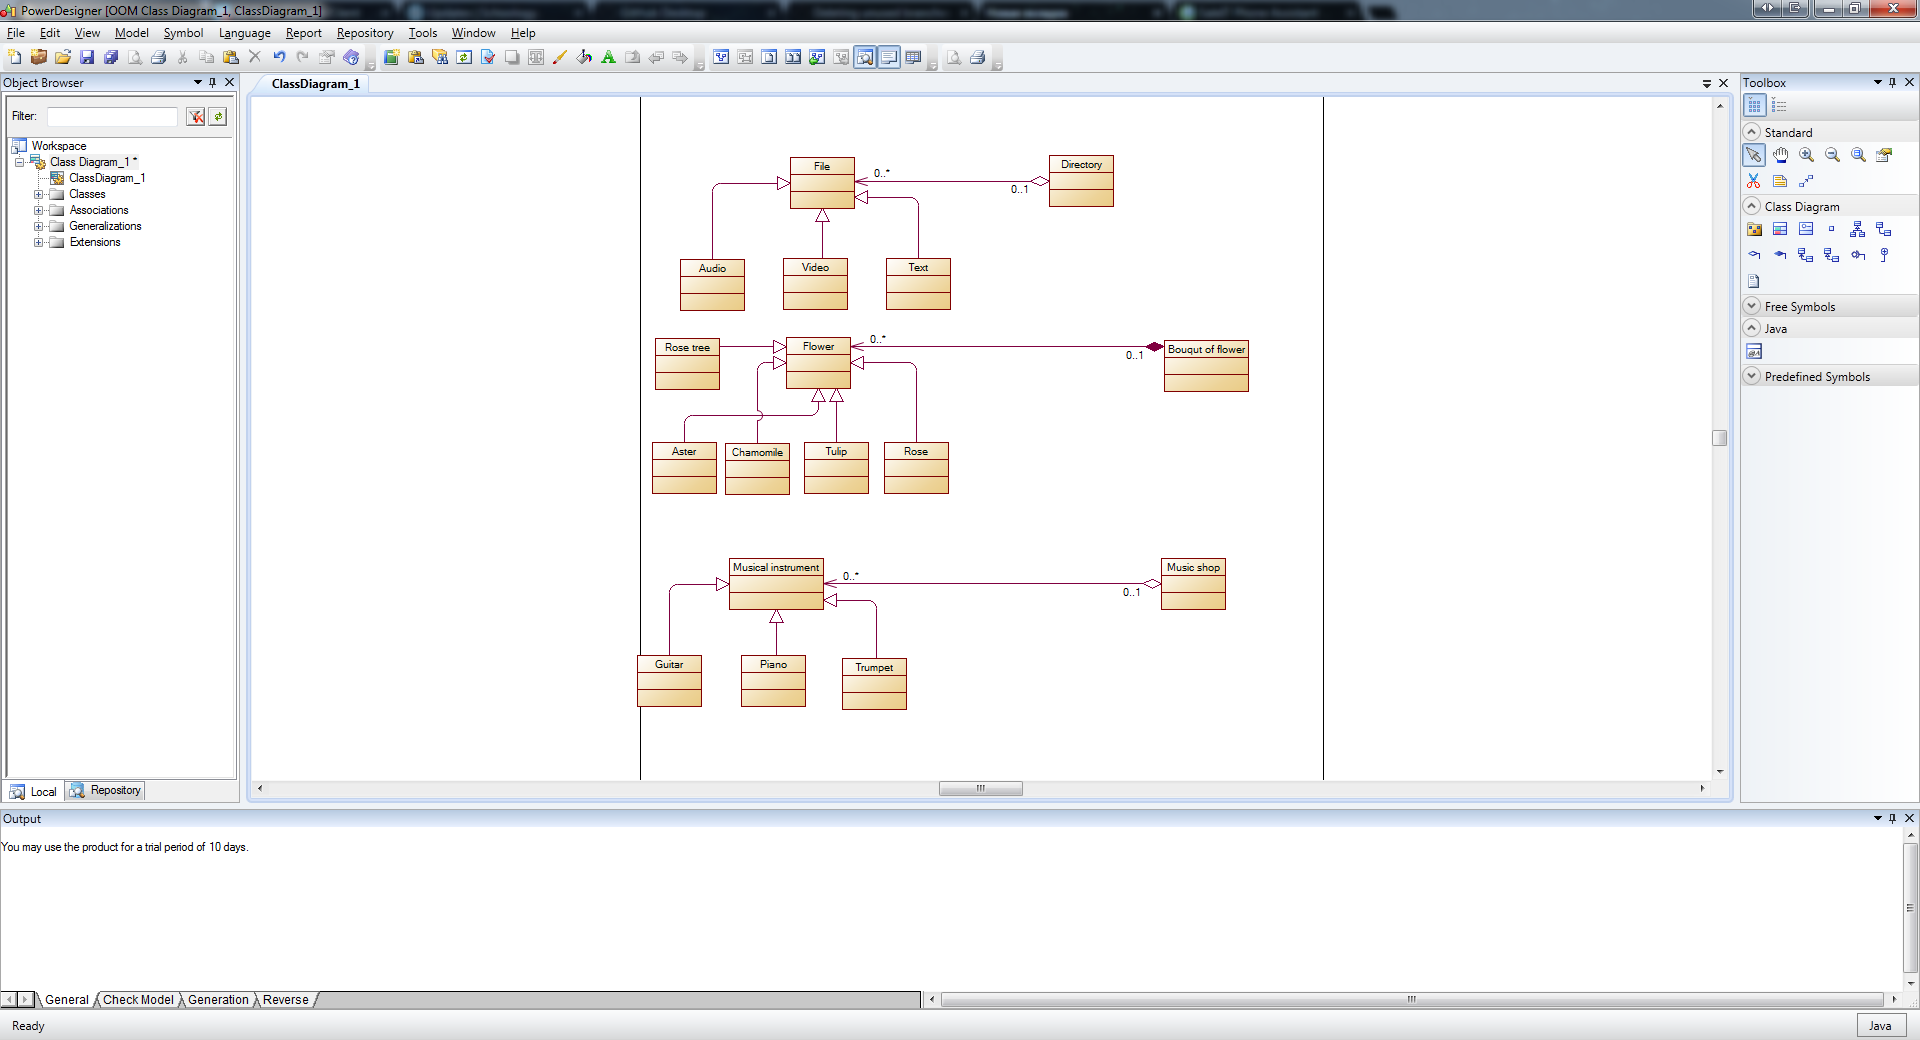 PowerDesigner [OOM Class Diagram_1, ClassDiagram_1]
File Edit View Model Symbol Language Report Repository Tools Window Help
Object Browser
Filter:
Workspace
Class Diagram_1 *
ClassDiagram_1
Classes
Associations
Generalizations
Extensions
Local Repository
ClassDiagram_1
File
0..*
0..1
Directory
Audio
Video
Text
Rose tree
Flower
0..*
0..1
Bouqut of flower
Aster
Chamomile
Tulip
Rose
Musical instrument
0..*
0..1
Music shop
Guitar
Piano
Trumpet
Toolbox
Standard
Class Diagram
Free Symbols
Java
Predefined Symbols
Output
You may use the product for a trial period of 10 days.
General Check Model Generation Reverse
Ready
Java